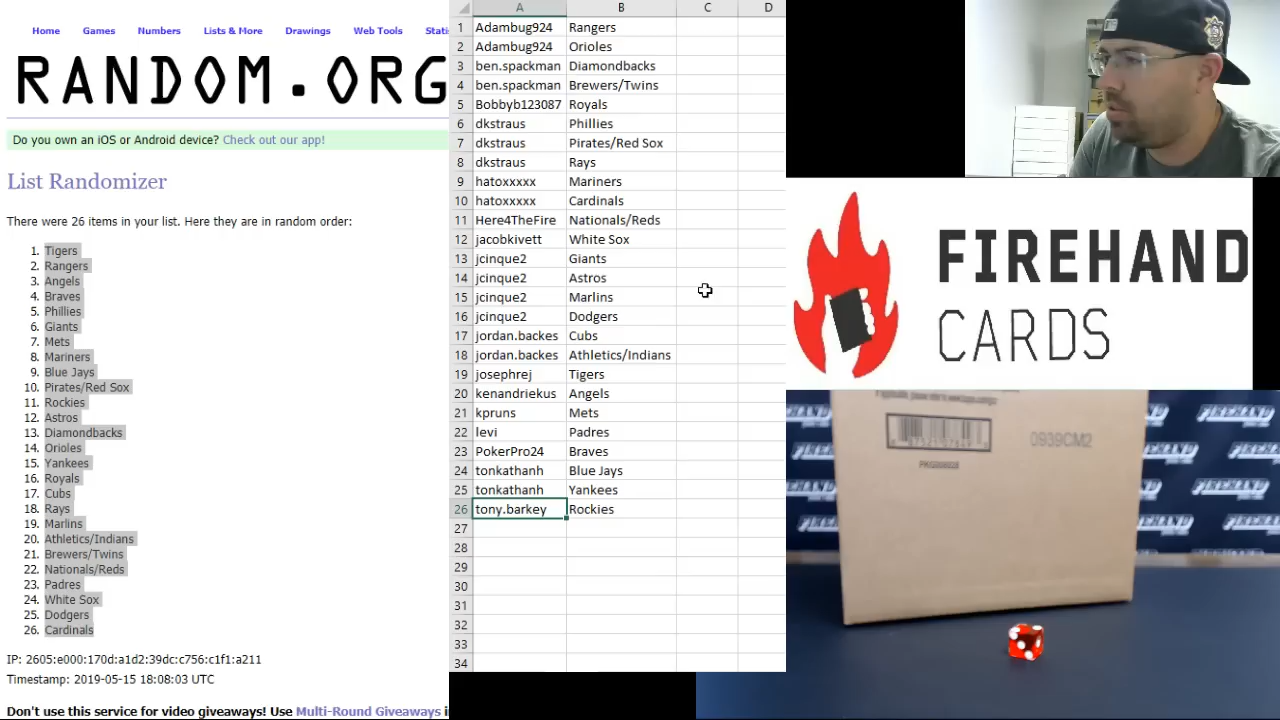 Home Games Numbers Lists & More Drawings Web Tools
RANDOM.ORG
Do you own an iOS or Android device? Check out our app!
List Randomizer
There were 26 items in your list. Here they are in random order:
1. Tigers
2. Rangers
3. Angels
4. Braves
5. Phillies
6. Giants
7. Mets
8. Mariners
9. Blue Jays
10. Pirates/Red Sox
11. Rockies
12. Astros
13. Diamondbacks
14. Orioles
15. Yankees
16. Royals
17. Cubs
18. Rays
19. Marlins
20. Athletics/Indians
21. Brewers/Twins
22. Nationals/Reds
23. Padres
24. White Sox
25. Dodgers
26. Cardinals
IP: 2605:e000:170d:a1d2:39dc:c756:c1f1:a211
Timestamp: 2019-05-15 18:08:03 UTC
Don't use this service for video giveaways! Use Multi-Round Giveaways
A B C D
1 Adambug924 Rangers
2 Adambug924 Orioles
3 ben.spackman Diamondbacks
4 ben.spackman Brewers/Twins
5 Bobbyb123087 Royals
6 dkstraus Phillies
7 dkstraus Pirates/Red Sox
8 dkstraus Rays
9 hatoxxxxx Mariners
10 hatoxxxxx Cardinals
11 Here4TheFire Nationals/Reds
12 jacobkivett White Sox
13 jcinque2 Giants
14 jcinque2 Astros
15 jcinque2 Marlins
16 jcinque2 Dodgers
17 jordan.backes Cubs
18 jordan.backes Athletics/Indians
19 josephrej Tigers
20 kenandriekus Angels
21 kpruns Mets
22 levi Padres
23 PokerPro24 Braves
24 tonkathanh Blue Jays
25 tonkathanh Yankees
26 tony.barkey Rockies
27
28
29
30
31
32
33
34
FIREHAND
CARDS
0939CM2